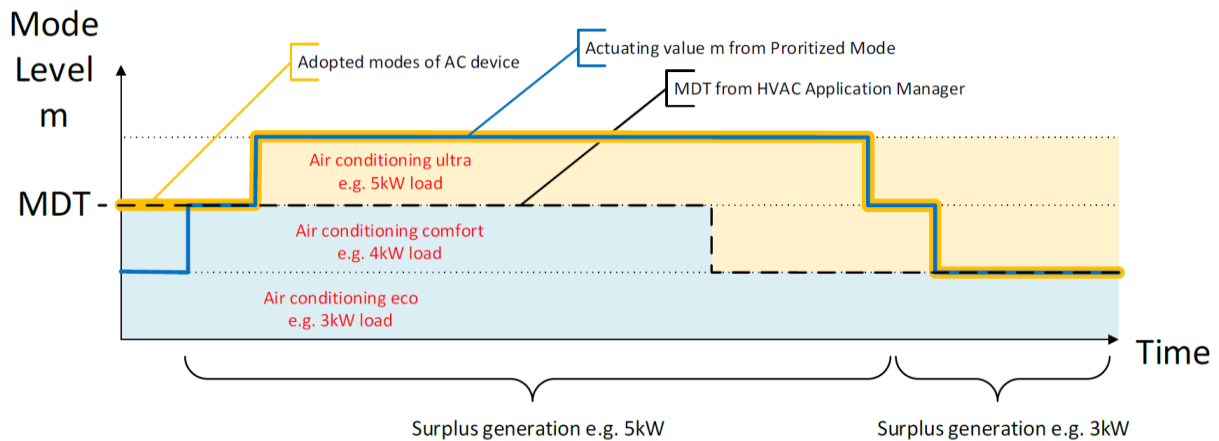 Mode
Level
m
Adopted modes of AC device
Actuating value m from Proritized Mode
MDT from HVAC Application Manager
MDT -
Air conditioning ultra
e.g. 5kW load
Air conditioning comfort
e.g. 4kW load
Air conditioning eco
e.g. 3kW load
Time
Surplus generation e.g. 5kW
Surplus generation e.g. 3kW